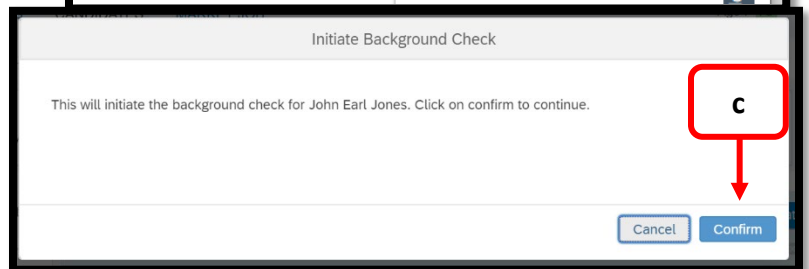 Initiate Background Check
This will initiate the background check for John Earl Jones. Click on confirm to continue.
c
Cancel
Confirm